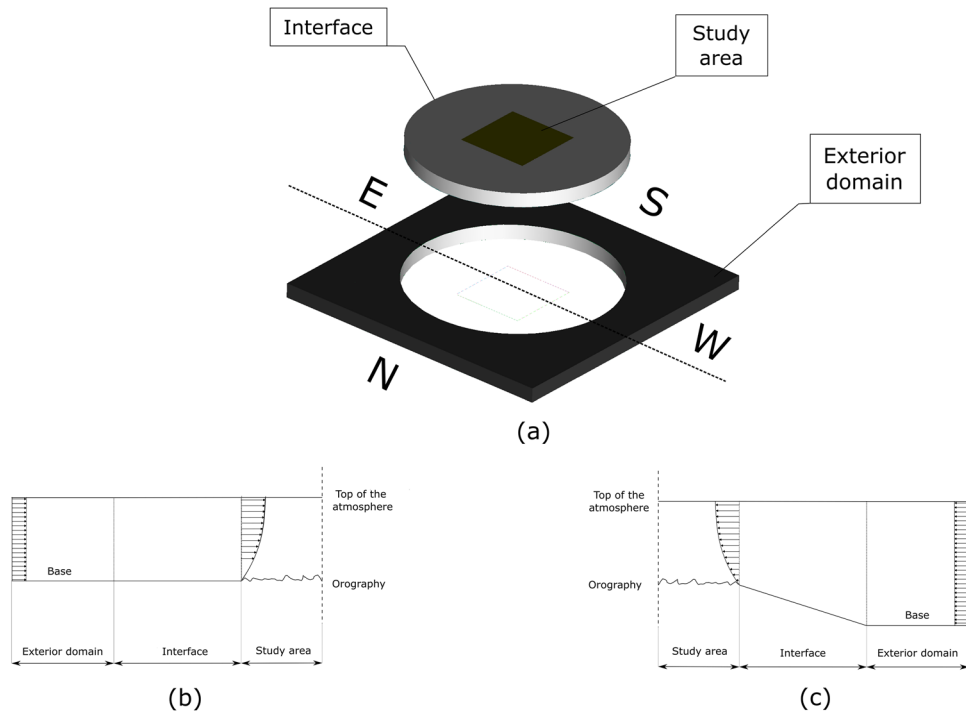 Interface
Study
area
Exterior
domain
E
S
N
W
(a)
Top of the
atmosphere
Base
Orography
Exterior domain
Interface
Study area
(b)
Top of the
atmosphere
Orography
Base
Study area
Interface
Exterior domain
(c)